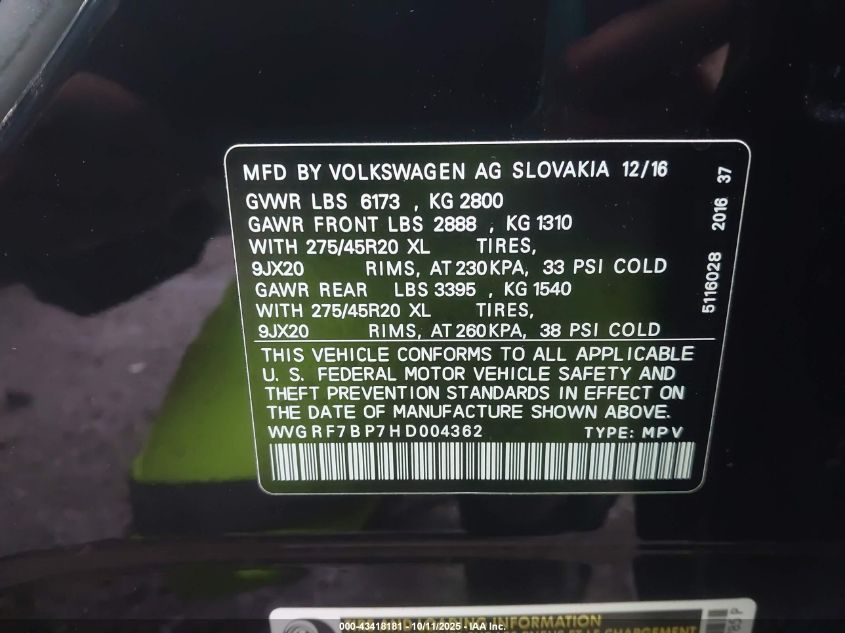 MFD BY VOLKSWAGEN AG SLOVAKIA 12/16
GVWR LBS 6173 , KG 2800
GAWR FRONT LBS 2888 , KG 1310
WITH 275/45R20 XL TIRES,
9JX20 RIMS, AT 230KPA, 33 PSI COLD
GAWR REAR LBS 3395 , KG 1540
WITH 275/45R20 XL TIRES,
9JX20 RIMS, AT 260KPA, 38 PSI COLD
THIS VEHICLE CONFORMS TO ALL APPLICABLE
U. S. FEDERAL MOTOR VEHICLE SAFETY AND
THEFT PREVENTION STANDARDS IN EFFECT ON
THE DATE OF MANUFACTURE SHOWN ABOVE.
WVGRF7BP7HD004362 TYPE: MPV
5116028 2016 37
LOADING INFORMATION
000-43418181 - 10/11/2025 - IAA Inc.